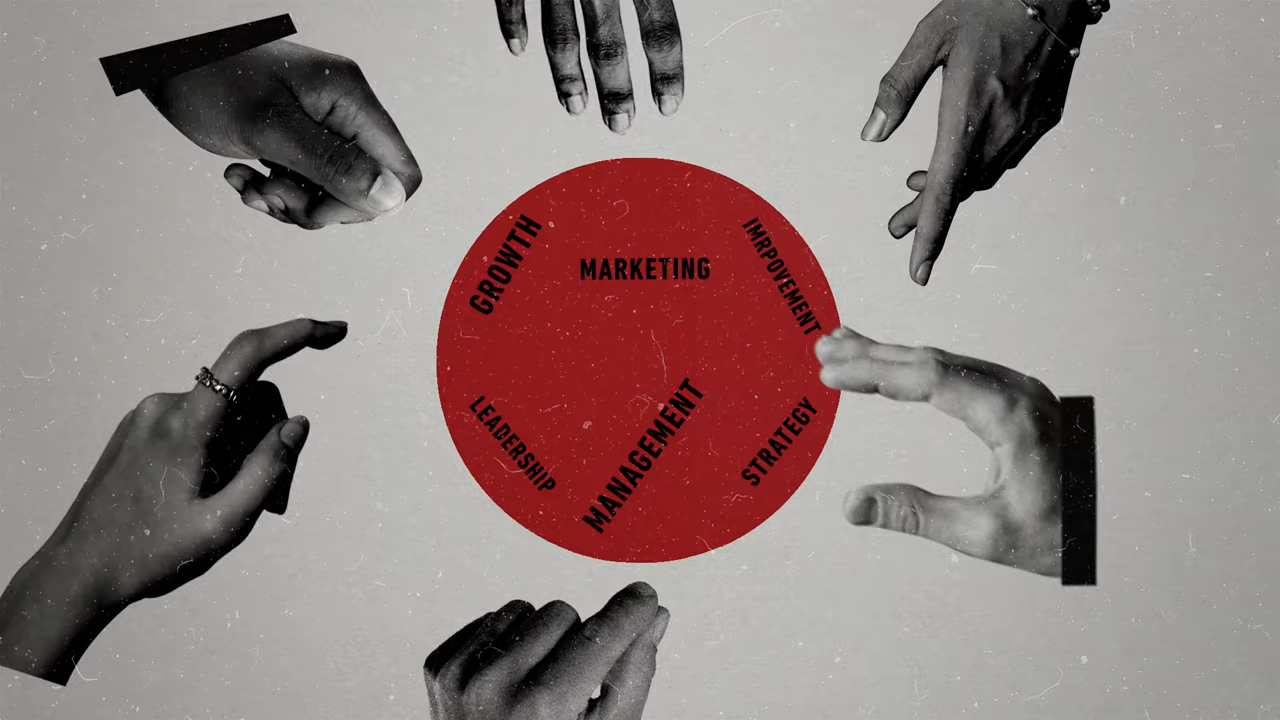 GROWTH
MARKETING
IMRPOVEMENT
LEADERSHIP
MANAGEMENT
STRATEGY